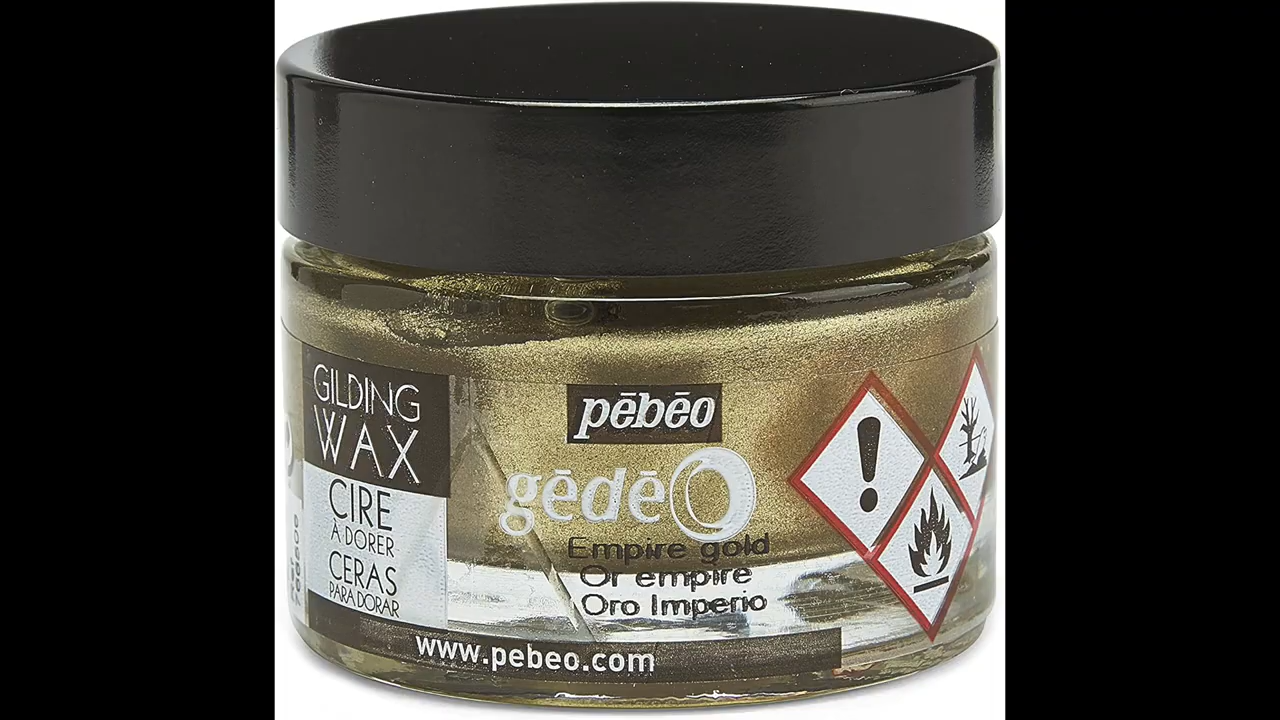 GILDING
WAX
CIRE
À DORER
CERAS
PARA DORAR
pēbēo
gēdēO
Empire gold
Or empire
Oro Imperio
www.pebeo.com